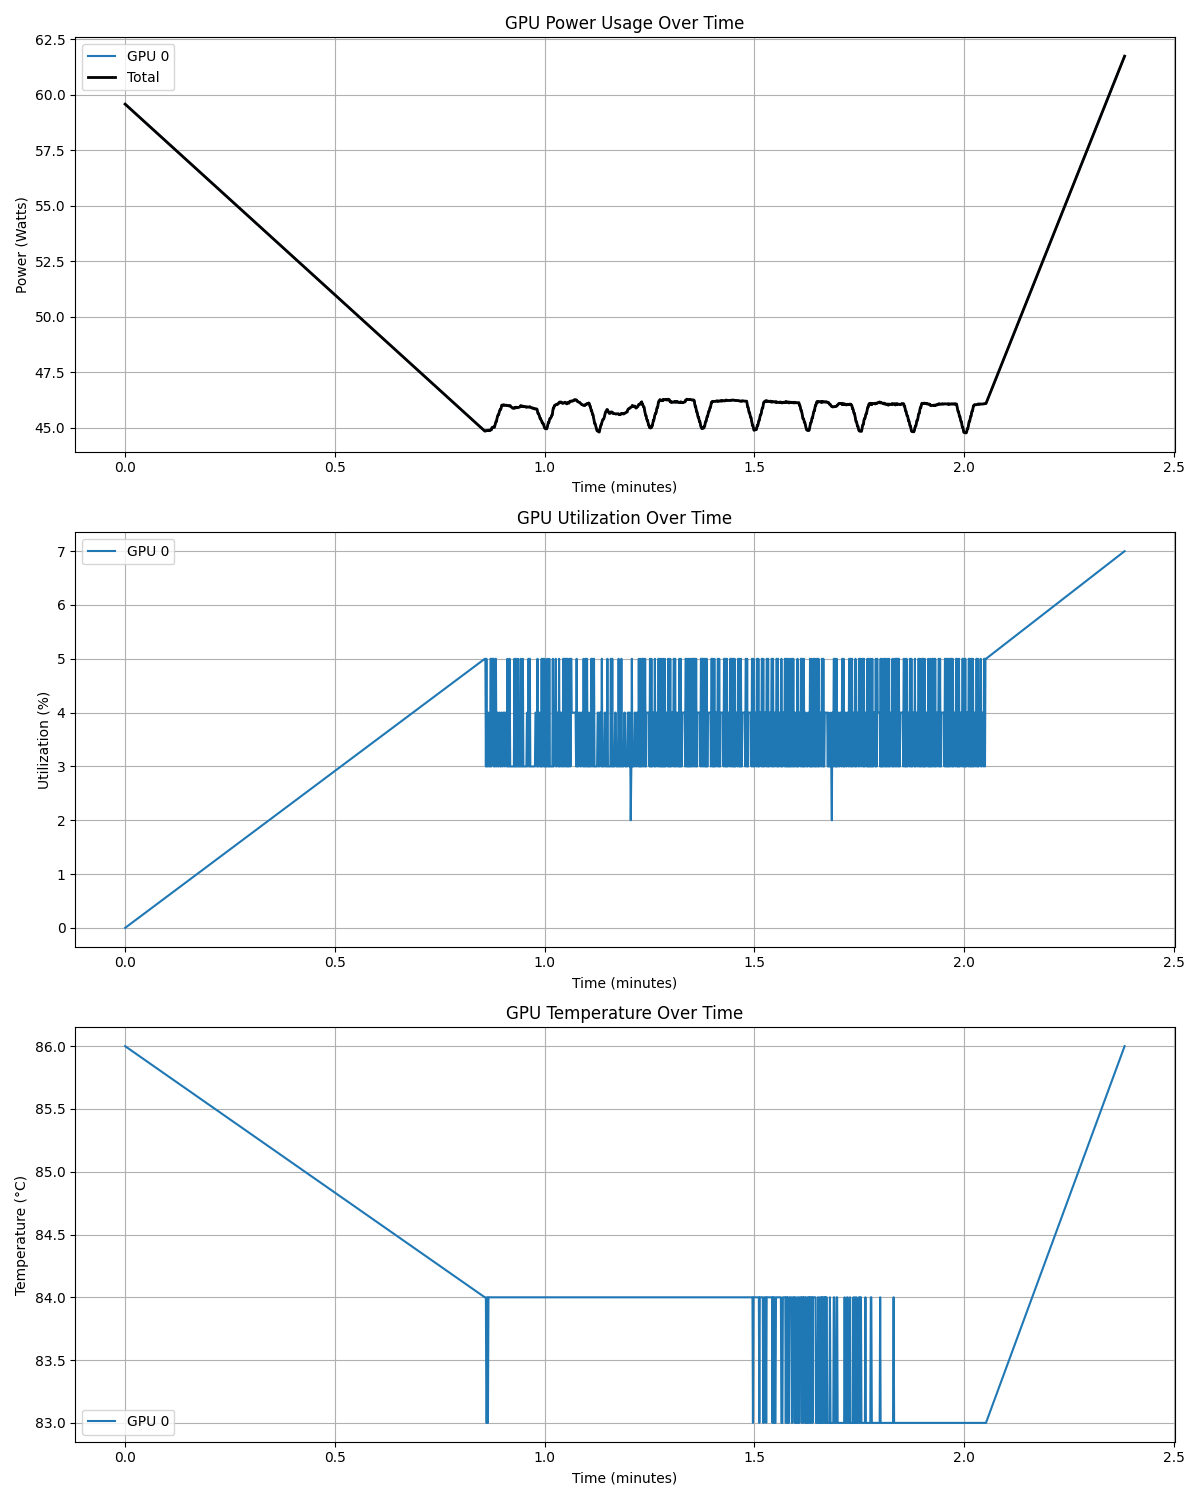 GPU Power Usage Over Time
62.5
60.0
57.5
55.0
52.5
50.0
47.5
45.0
Power (Watts)
GPU 0
Total
0.0 0.5 1.0 1.5 2.0 2.5
Time (minutes)
GPU Utilization Over Time
7
6
5
4
3
2
1
0
Utilization (%)
GPU 0
0.0 0.5 1.0 1.5 2.0 2.5
Time (minutes)
GPU Temperature Over Time
86.0
85.5
85.0
84.5
84.0
83.5
83.0
Temperature (°C)
GPU 0
0.0 0.5 1.0 1.5 2.0 2.5
Time (minutes)